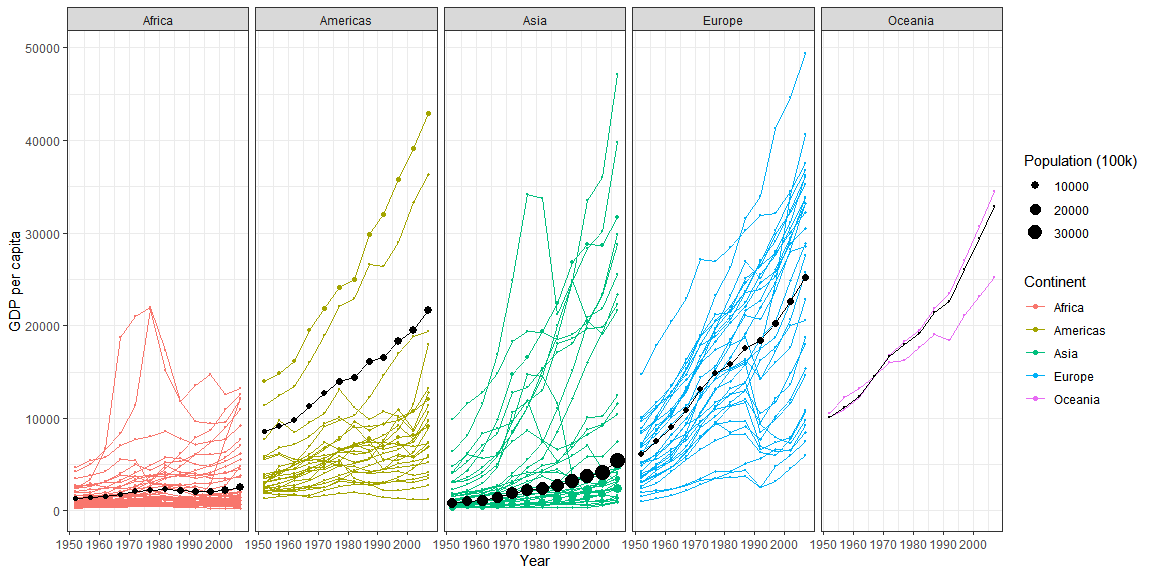 Africa Americas Asia Europe Oceania
50000
40000
30000
20000
10000
0
GDP per capita
1950 1960 1970 1980 1990 2000 1950 1960 1970 1980 1990 2000 1950 1960 1970 1980 1990 2000 1950 1960 1970 1980 1990 2000 1950 1960 1970 1980 1990 2000
Year
Population (100k)
10000
20000
30000
Continent
Africa
Americas
Asia
Europe
Oceania